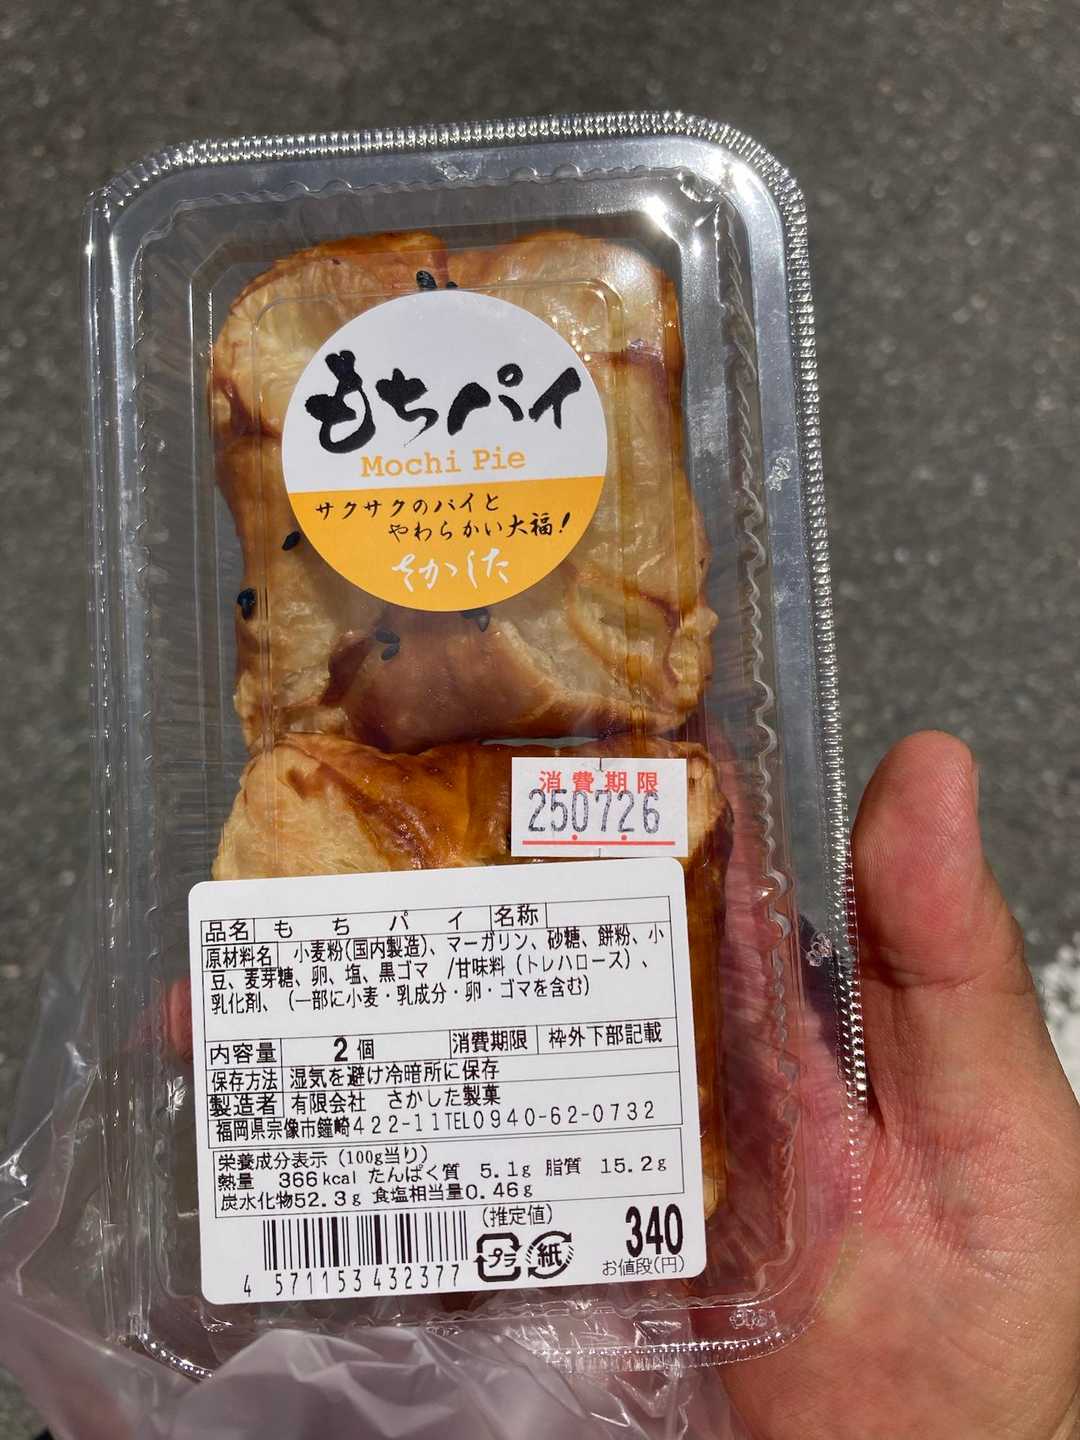 もちパイ
Mochi Pie
サクサクのパイと
やわらかい大福!
さかした
消費期限
250726
品名 もちパイ 名称
原材料名 小麦粉(国内製造)、マーガリン、砂糖、餅粉、小
豆、麦芽糖、卵、塩、黒ゴマ /甘味料(トレハロース)、
乳化剤、(一部に小麦・乳成分・卵・ゴマを含む)
内容量 2個 消費期限 枠外下部記載
保存方法 湿気を避け冷暗所に保存
製造者 有限会社 さかした製菓
福岡県宗像市鐘崎422-11TEL0940-62-0732
栄養成分表示(100g当り)
熱量 366kcal たんぱく質 5.1g 脂質 15.2g
炭水化物52.3g 食塩相当量0.46g
(推定値)
プラ 紙 340
お値段(円)
4 571153 432377